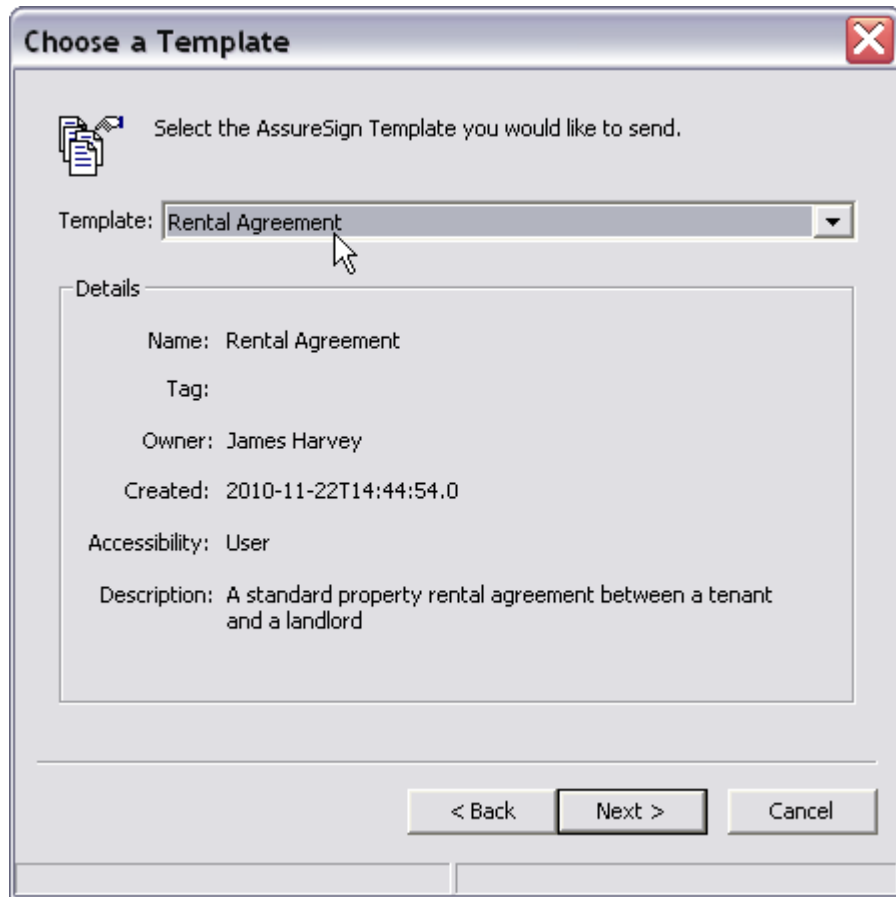 Choose a Template
Select the AssureSign Template you would like to send.
Template: Rental Agreement
Details
Name: Rental Agreement
Tag:
Owner: James Harvey
Created: 2010-11-22T14:44:54.0
Accessibility: User
Description: A standard property rental agreement between a tenant
and a landlord
< Back Next > Cancel